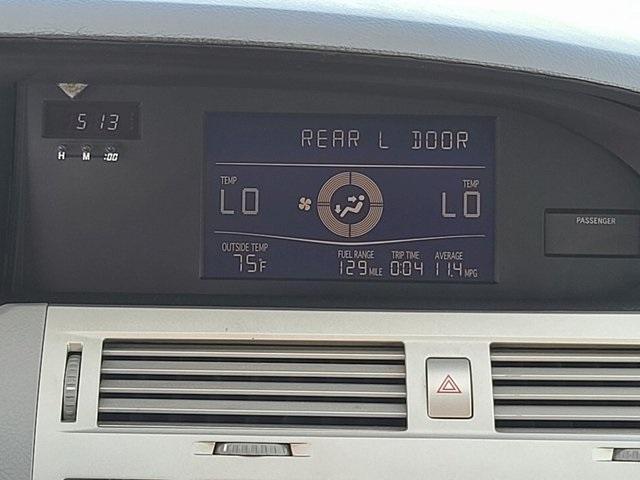 5 13
H M :00
REAR L DOOR
TEMP TEMP
LO LO
OUTSIDE TEMP FUEL RANGE TRIP TIME AVERAGE
75°F 129 MILE 0:04 11.4 MPG
PASSENGER